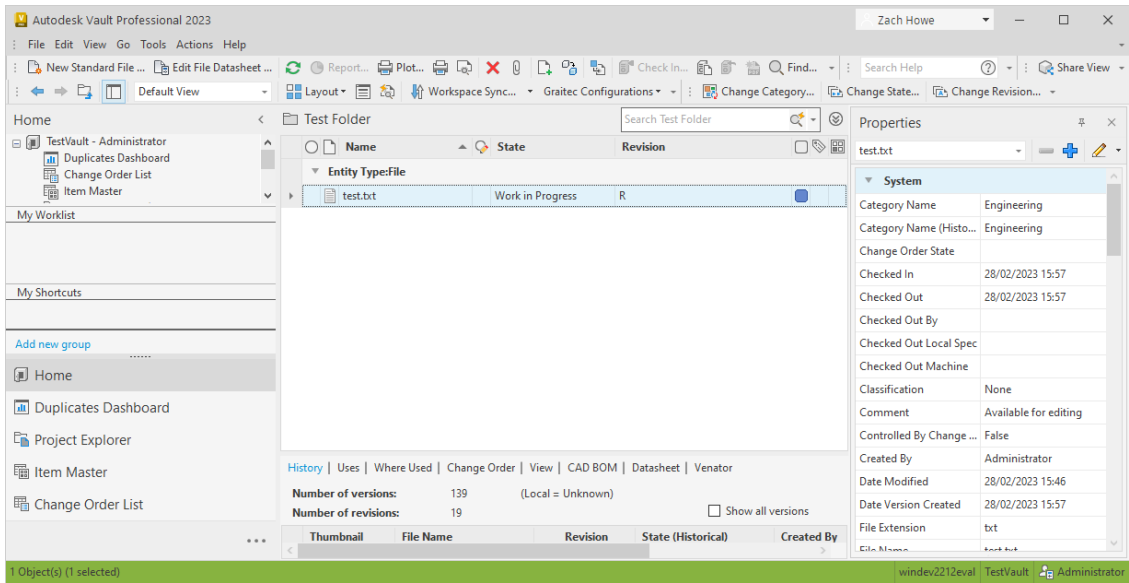 Autodesk Vault Professional 2023
Zach Howe
File Edit View Go Tools Actions Help
New Standard File ... Edit File Datasheet ... Report... Plot... Check In... Find... Search Help Share View
Default View Layout Workspace Sync... Graitec Configurations Change Category... Change State... Change Revision...
Home
TestVault - Administrator
Duplicates Dashboard
Change Order List
Item Master
My Worklist
My Shortcuts
Add new group
Home
Duplicates Dashboard
Project Explorer
Item Master
Change Order List
Test Folder
Search Test Folder
Name State Revision
Entity Type:File
test.txt Work in Progress R
History | Uses | Where Used | Change Order | View | CAD BOM | Datasheet | Venator
Number of versions: 139 (Local = Unknown)
Number of revisions: 19
Show all versions
Thumbnail File Name Revision State (Historical) Created By
Properties
test.txt
System
Category Name Engineering
Category Name (Histo... Engineering
Change Order State
Checked In 28/02/2023 15:57
Checked Out 28/02/2023 15:57
Checked Out By
Checked Out Local Spec
Checked Out Machine
Classification None
Comment Available for editing
Controlled By Change ... False
Created By Administrator
Date Modified 28/02/2023 15:46
Date Version Created 28/02/2023 15:57
File Extension txt
File Name test.txt
1 Object(s) (1 selected)
windev2212eval TestVault Administrator